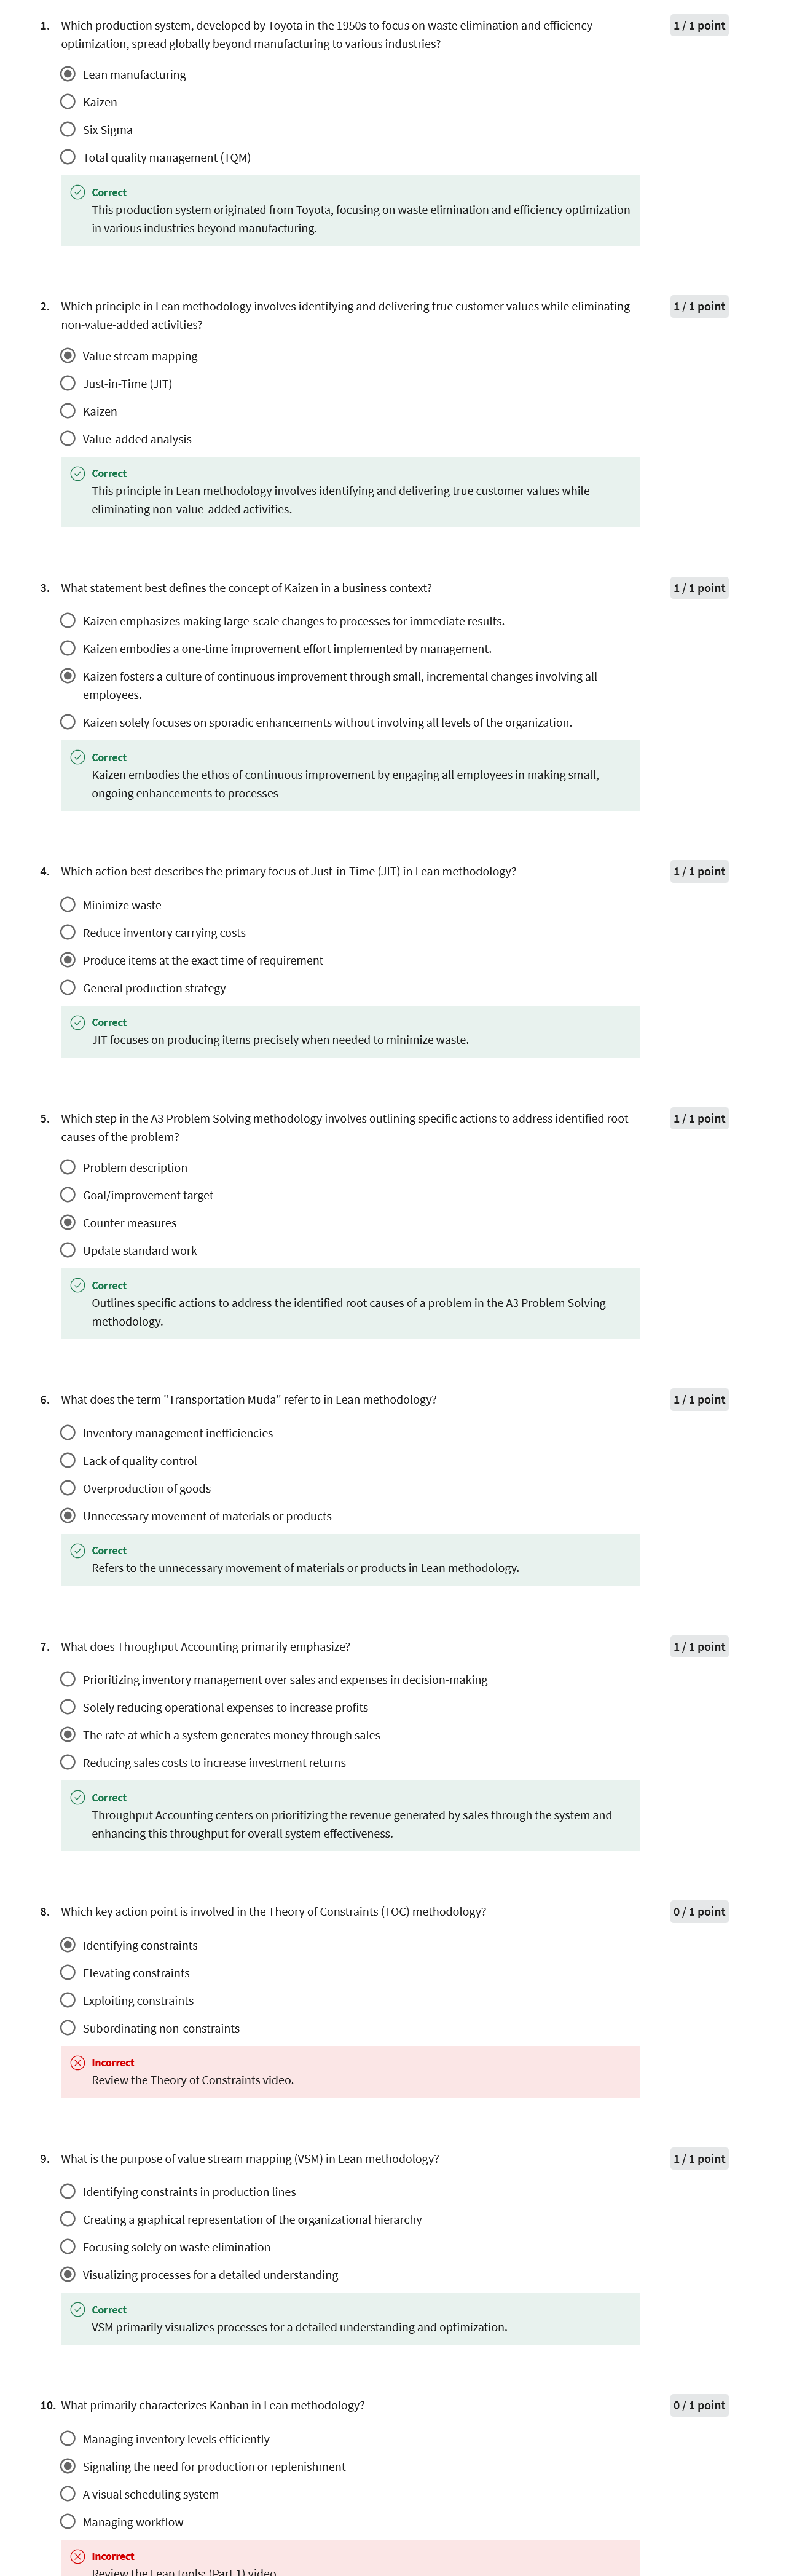 1. Which production system, developed by Toyota in the 1950s to focus on waste elimination and efficiency
optimization, spread globally beyond manufacturing to various industries?
1 / 1 point
Lean manufacturing
Kaizen
Six Sigma
Total quality management (TQM)
Correct
This production system originated from Toyota, focusing on waste elimination and efficiency optimization
in various industries beyond manufacturing.
2. Which principle in Lean methodology involves identifying and delivering true customer values while eliminating
non-value-added activities?
1 / 1 point
Value stream mapping
Just-in-Time (JIT)
Kaizen
Value-added analysis
Correct
This principle in Lean methodology involves identifying and delivering true customer values while
eliminating non-value-added activities.
3. What statement best defines the concept of Kaizen in a business context?
1 / 1 point
Kaizen emphasizes making large-scale changes to processes for immediate results.
Kaizen embodies a one-time improvement effort implemented by management.
Kaizen fosters a culture of continuous improvement through small, incremental changes involving all
employees.
Kaizen solely focuses on sporadic enhancements without involving all levels of the organization.
Correct
Kaizen embodies the ethos of continuous improvement by engaging all employees in making small,
ongoing enhancements to processes
4. Which action best describes the primary focus of Just-in-Time (JIT) in Lean methodology?
1 / 1 point
Minimize waste
Reduce inventory carrying costs
Produce items at the exact time of requirement
General production strategy
Correct
JIT focuses on producing items precisely when needed to minimize waste.
5. Which step in the A3 Problem Solving methodology involves outlining specific actions to address identified root
causes of the problem?
1 / 1 point
Problem description
Goal/improvement target
Counter measures
Update standard work
Correct
Outlines specific actions to address the identified root causes of a problem in the A3 Problem Solving
methodology.
6. What does the term "Transportation Muda" refer to in Lean methodology?
1 / 1 point
Inventory management inefficiencies
Lack of quality control
Overproduction of goods
Unnecessary movement of materials or products
Correct
Refers to the unnecessary movement of materials or products in Lean methodology.
7. What does Throughput Accounting primarily emphasize?
1 / 1 point
Prioritizing inventory management over sales and expenses in decision-making
Solely reducing operational expenses to increase profits
The rate at which a system generates money through sales
Reducing sales costs to increase investment returns
Correct
Throughput Accounting centers on prioritizing the revenue generated by sales through the system and
enhancing this throughput for overall system effectiveness.
8. Which key action point is involved in the Theory of Constraints (TOC) methodology?
0 / 1 point
Identifying constraints
Elevating constraints
Exploiting constraints
Subordinating non-constraints
Incorrect
Review the Theory of Constraints video.
9. What is the purpose of value stream mapping (VSM) in Lean methodology?
1 / 1 point
Identifying constraints in production lines
Creating a graphical representation of the organizational hierarchy
Focusing solely on waste elimination
Visualizing processes for a detailed understanding
Correct
VSM primarily visualizes processes for a detailed understanding and optimization.
10. What primarily characterizes Kanban in Lean methodology?
0 / 1 point
Managing inventory levels efficiently
Signaling the need for production or replenishment
A visual scheduling system
Managing workflow
Incorrect
Review the Lean tools: (Part 1) video.